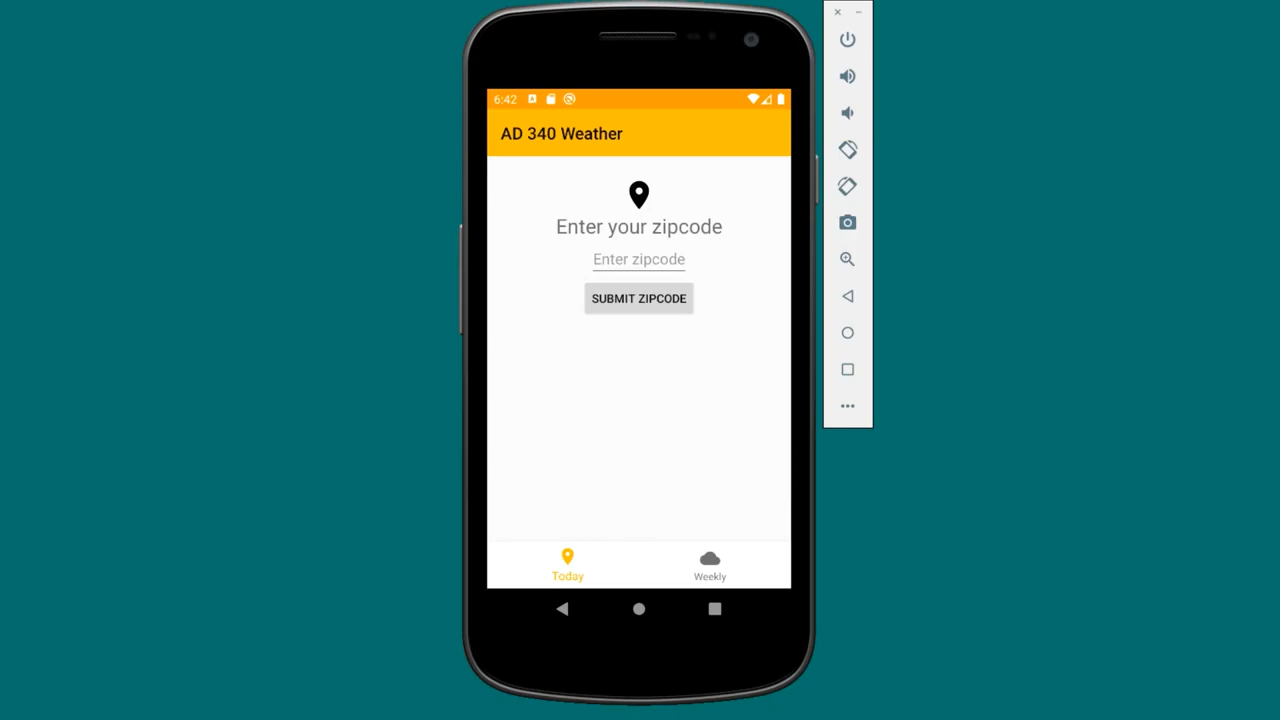 6:42
AD 340 Weather
Enter your zipcode
Enter zipcode
SUBMIT ZIPCODE
Today
Weekly